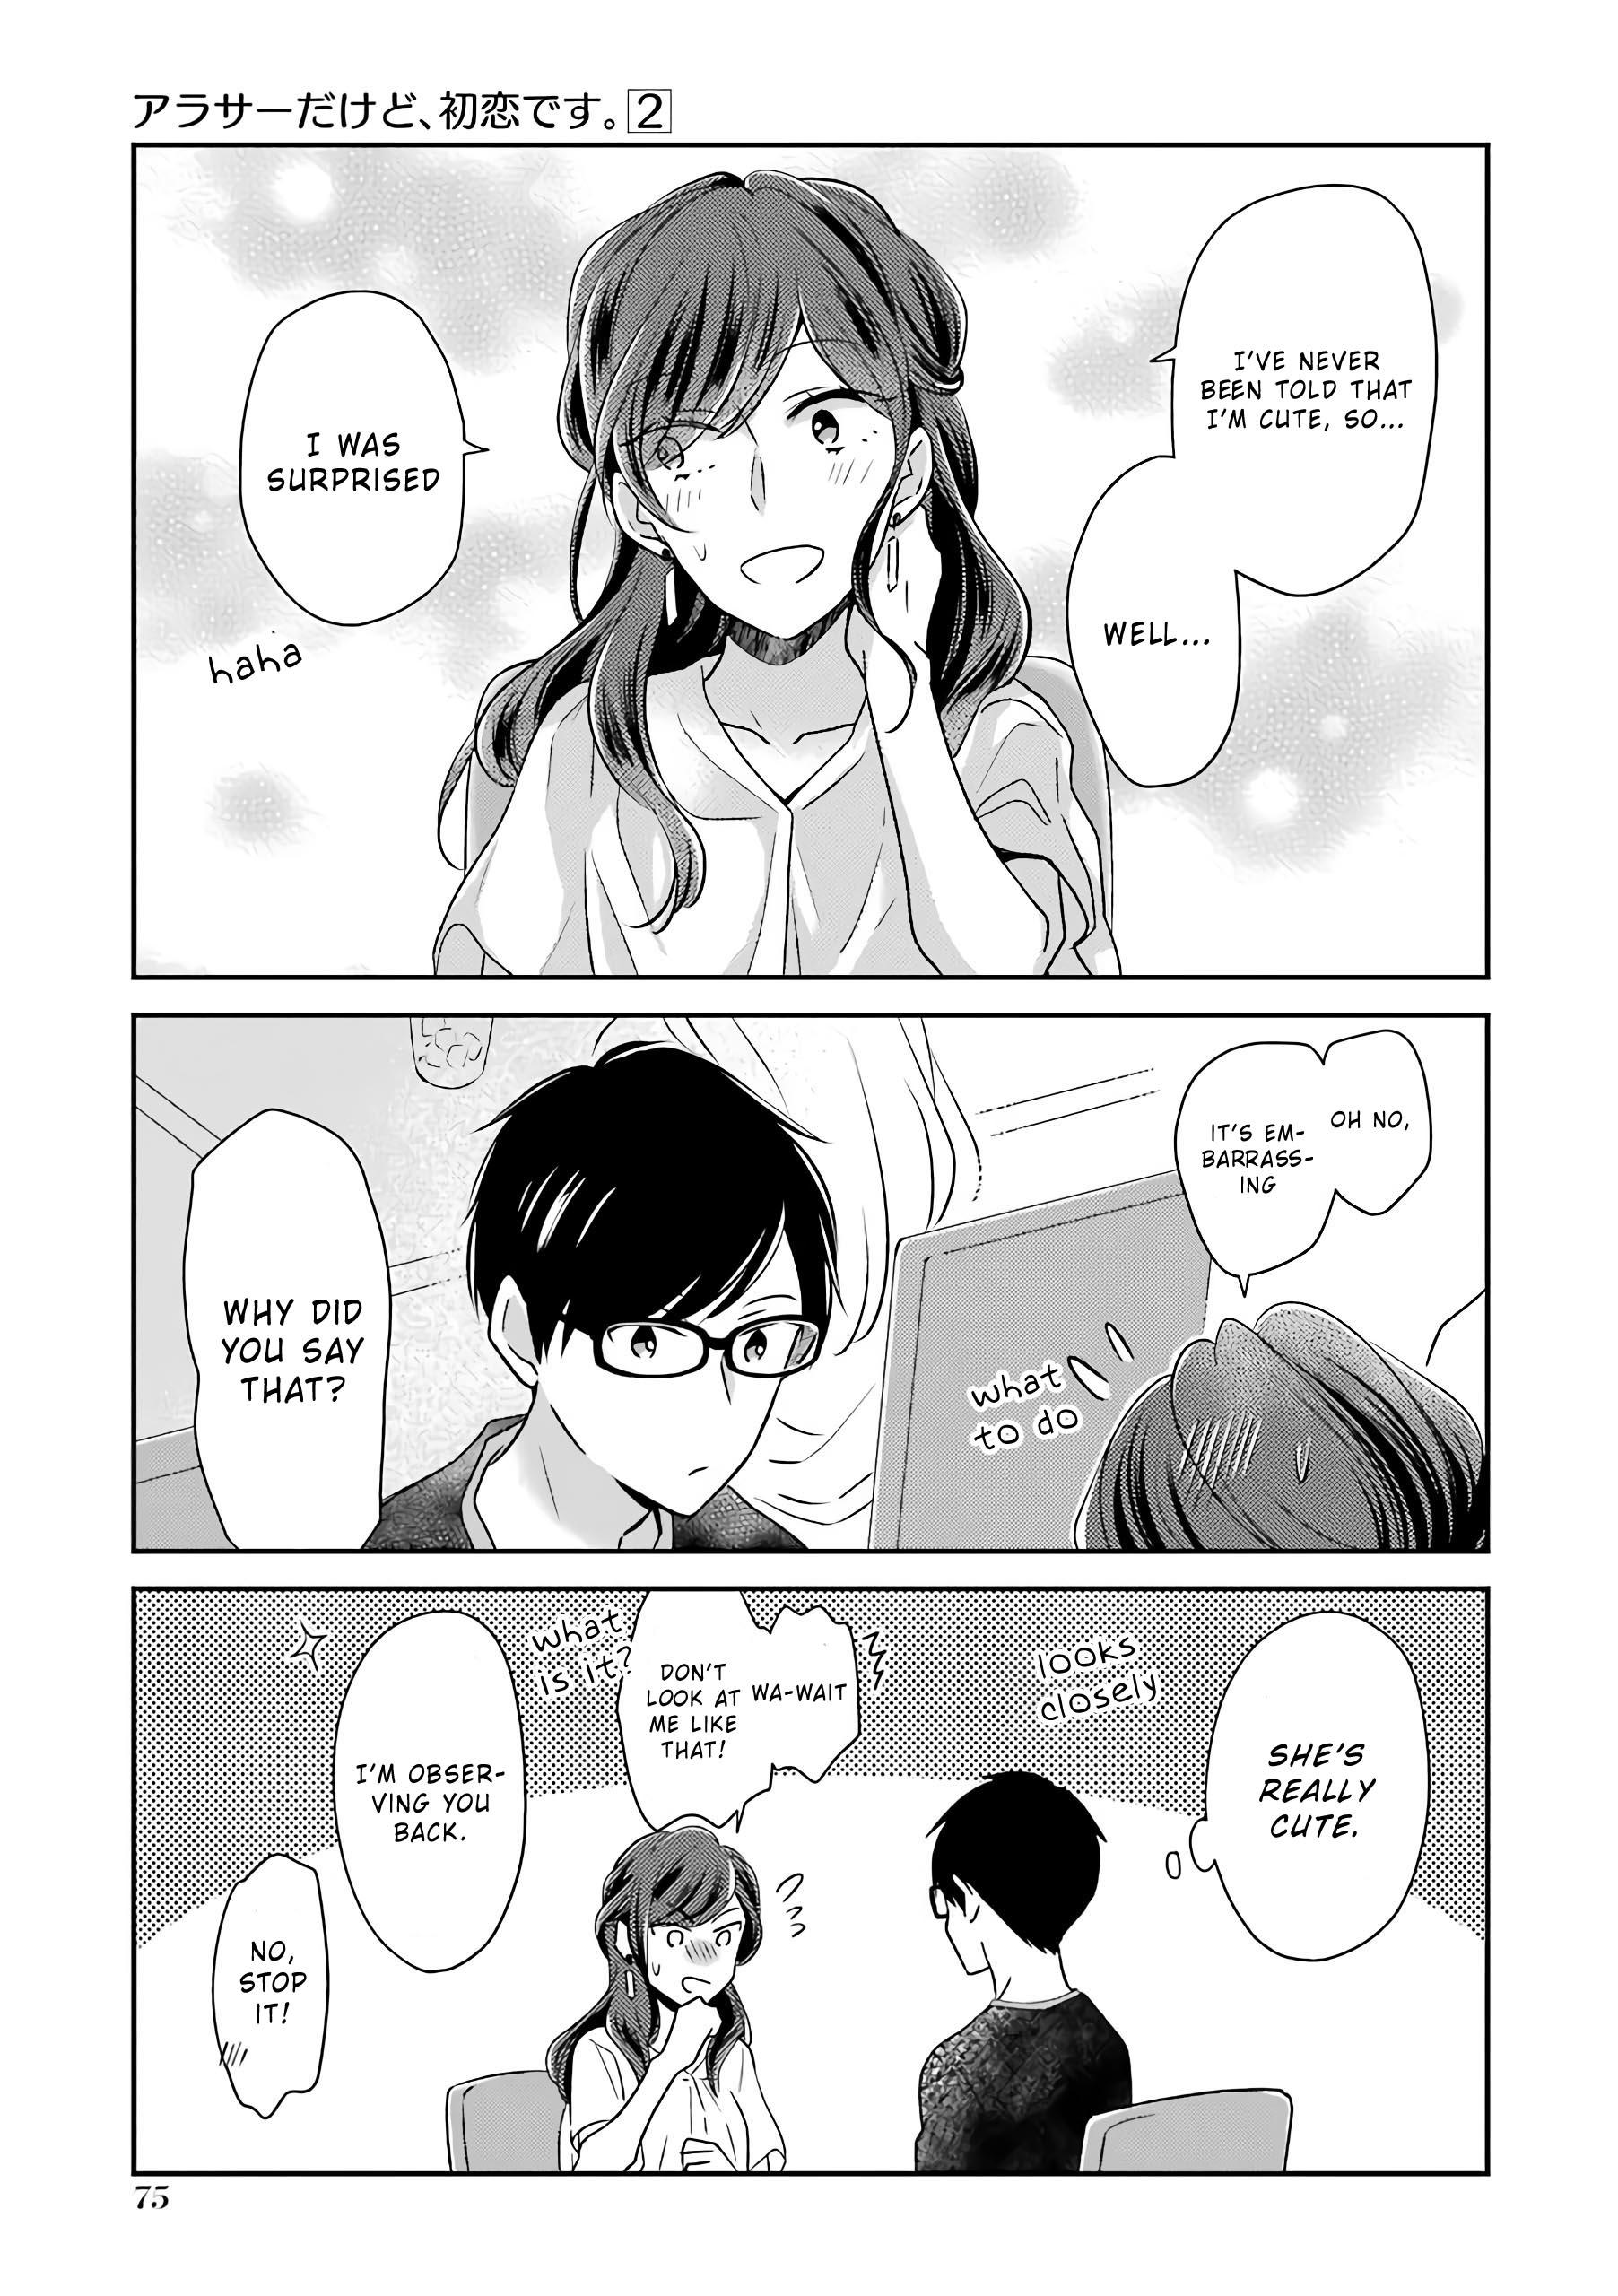 アラサーだけど、初恋です。2
I'VE NEVER
BEEN TOLD THAT
I'M CUTE, SO...
WELL...
I WAS
SURPRISED
haha
OH NO,
IT'S EM-
BARRASS-
ING
what
to do
WHY DID
YOU SAY
THAT?
SHE'S
REALLY
CUTE.
looks
closely
WA-WAIT
DON'T
LOOK AT
ME LIKE
THAT!
what
is it?
I'M OBSER-
VING YOU
BACK.
NO,
STOP
IT!
75